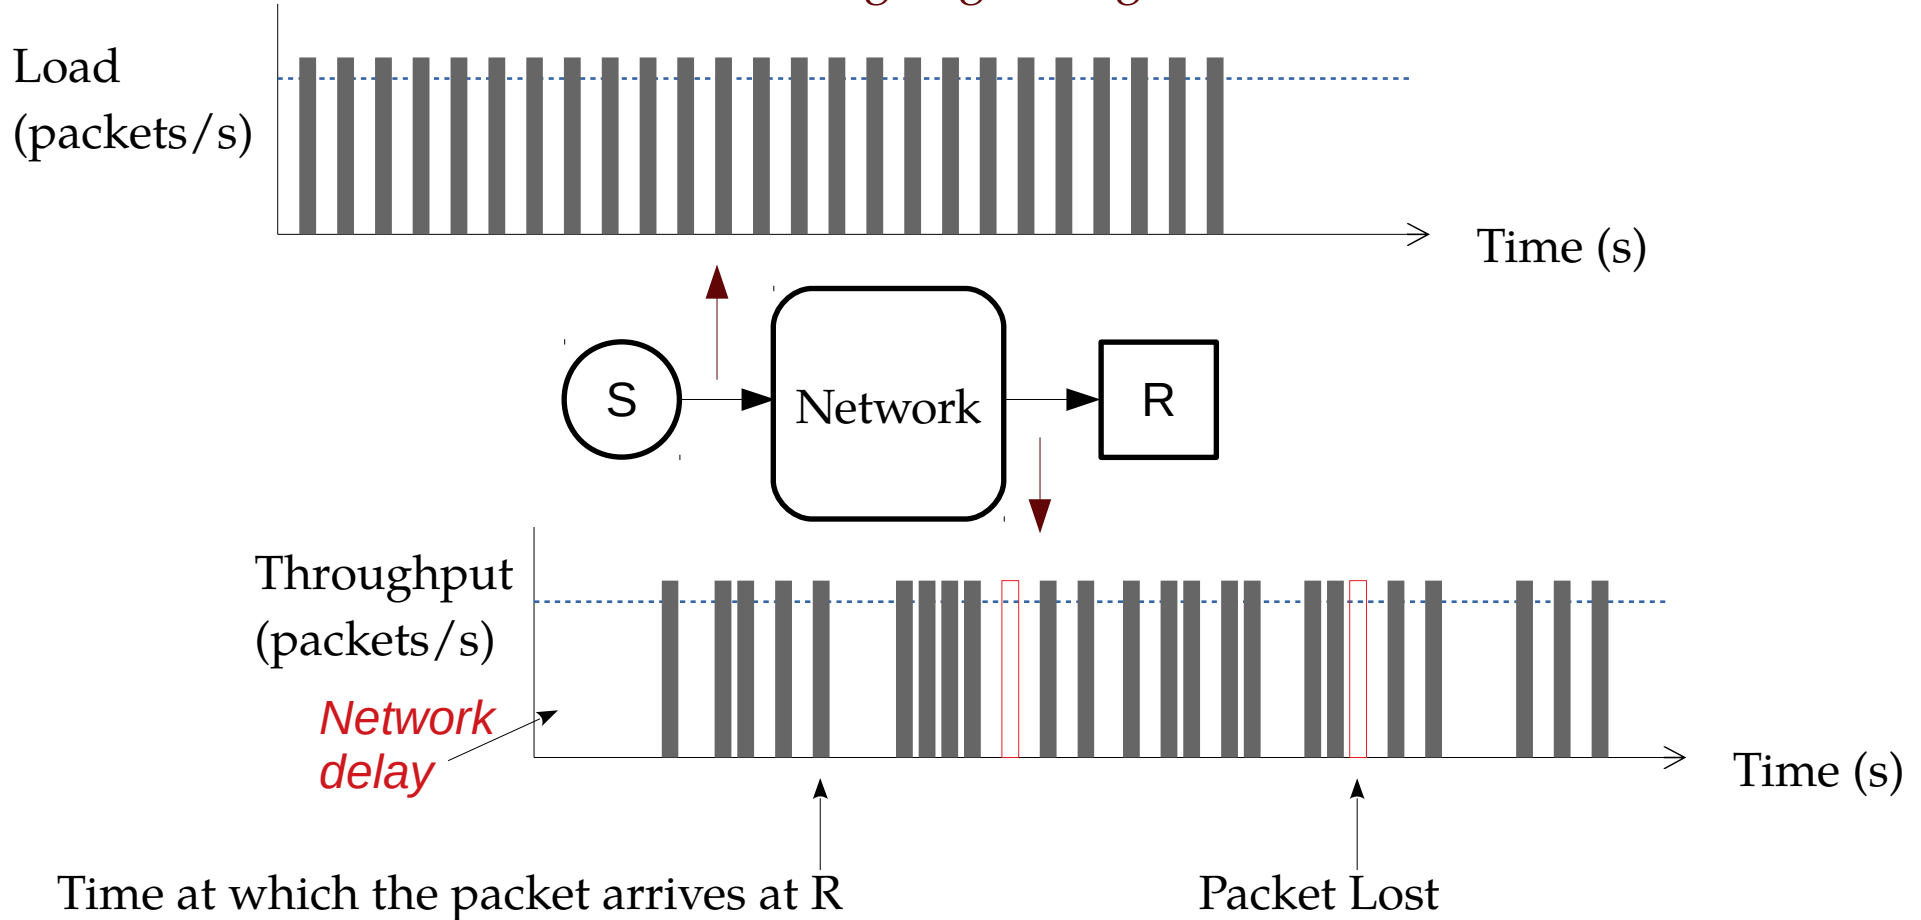 Load
(packets/s)
Time (s)
S
Network
R
Throughput
(packets/s)
Network
delay
Time (s)
Time at which the packet arrives at R
Packet Lost